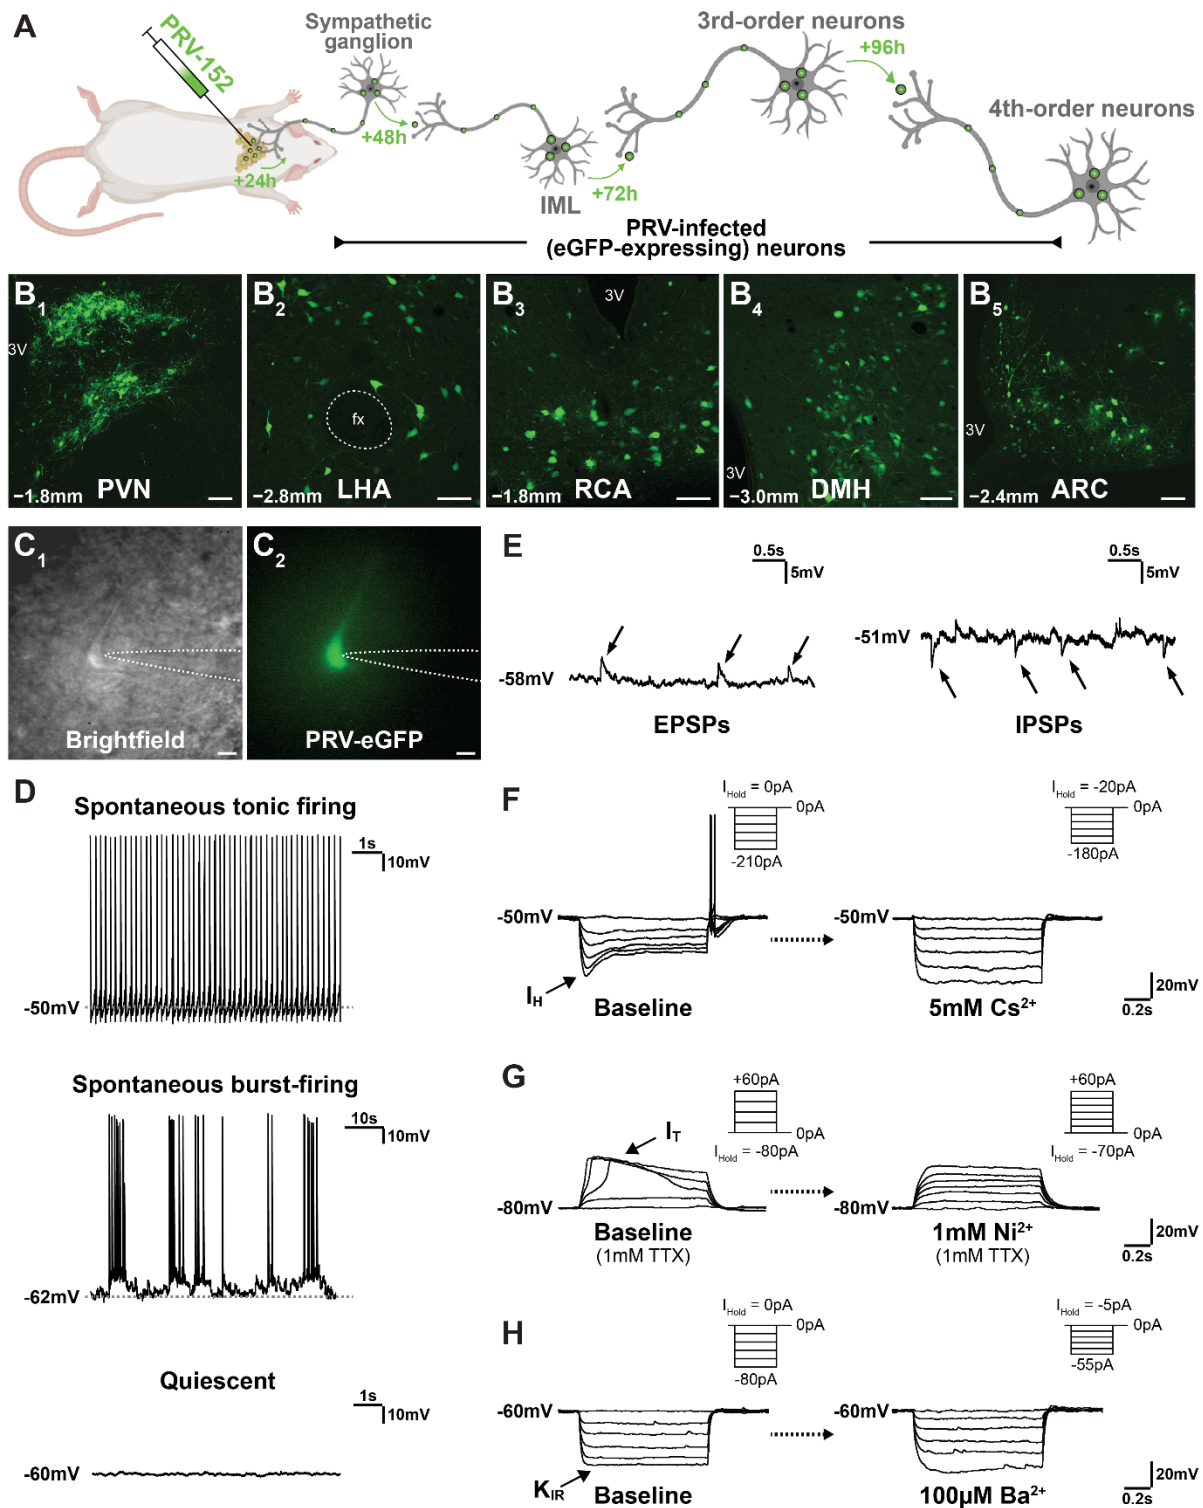 A
PRV-152
Sympathetic
ganglion
3rd-order neurons
+96h
4th-order neurons
+24h
+48h
IML
+72h
PRV-infected
(eGFP-expressing) neurons
B1
3V
−1.8mm
PVN
B2
fx
−2.8mm
LHA
B3
3V
−1.8mm
RCA
B4
3V
−3.0mm
DMH
B5
3V
−2.4mm
ARC
C1
Brightfield
C2
PRV-eGFP
E
0.5s
5mV
-58mV
EPSPs
0.5s
5mV
-51mV
IPSPs
D
Spontaneous tonic firing
1s
10mV
-50mV
Spontaneous burst-firing
10s
10mV
-62mV
Quiescent
1s
10mV
-60mV
F
IHold = 0pA
0pA
-210pA
-50mV
IH
Baseline
IHold = -20pA
0pA
-180pA
-50mV
5mM Cs2+
20mV
0.2s
G
+60pA
0pA
IHold = -80pA
IT
-80mV
Baseline
(1mM TTX)
+60pA
0pA
IHold = -70pA
-80mV
1mM Ni2+
(1mM TTX)
20mV
0.2s
H
IHold = 0pA
0pA
-80pA
-60mV
KIR
Baseline
IHold = -5pA
0pA
-55pA
-60mV
100µM Ba2+
20mV
0.2s